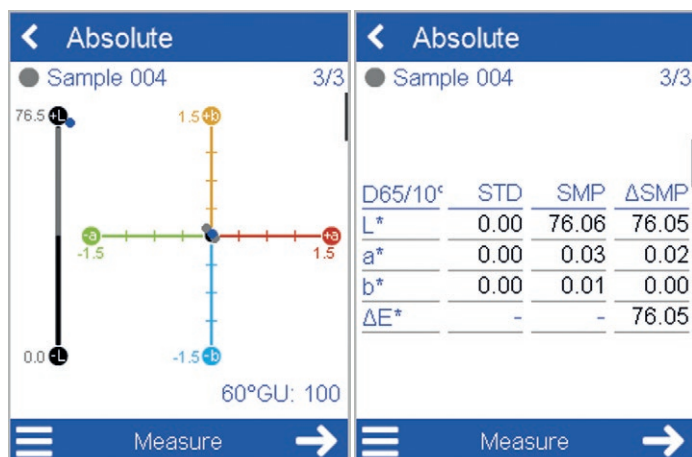 Absolute
Sample 004 3/3
76.5 +L 1.5 +b
-a +a
-1.5 1.5
0.0 -L -1.5 -b
60°GU: 100
Measure
Absolute
Sample 004 3/3
D65/10° STD SMP ΔSMP
L* 0.00 76.06 76.05
a* 0.00 0.03 0.02
b* 0.00 0.01 0.00
ΔE* - - 76.05
Measure